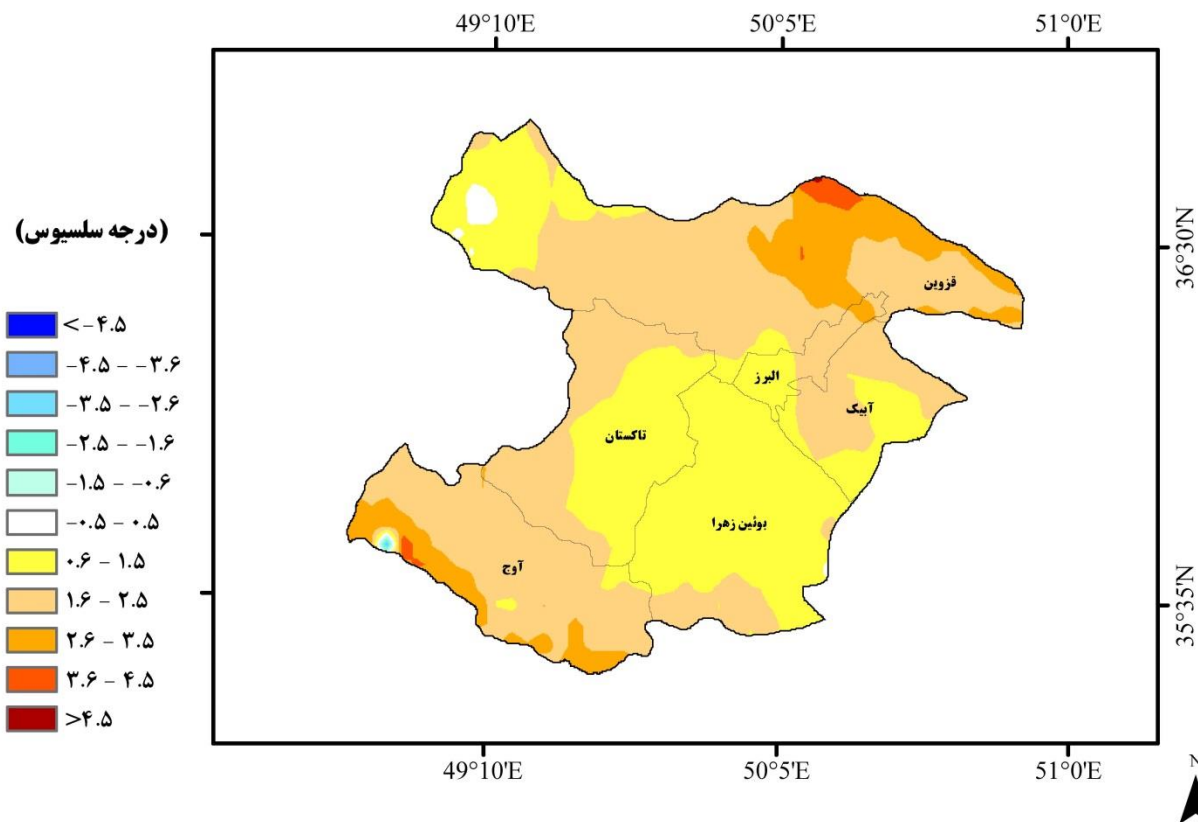 49°10'E 50°5'E 51°0'E
(درجه سلسیوس)
<-۴.۵
-۴.۵ - -۳.۶
-۳.۵ - -۲.۶
-۲.۵ - -۱.۶
-۱.۵ - -۰.۶
-۰.۵ - ۰.۵
۰.۶ - ۱.۵
۱.۶ - ۲.۵
۲.۶ - ۳.۵
۳.۶ - ۴.۵
>۴.۵
قزوین
البرز
آبیک
تاکستان
بوئین زهرا
آوج
36°30'N
35°35'N
49°10'E 50°5'E 51°0'E
N